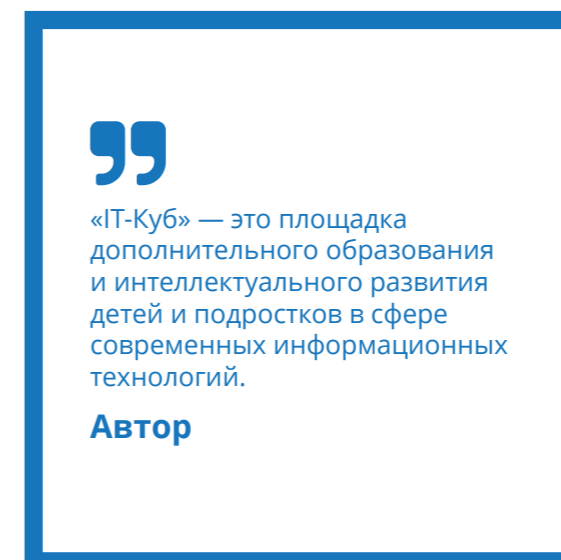 «IT-Куб» — это площадка
дополнительного образования
и интеллектуального развития
детей и подростков в сфере
современных информационных
технологий.
Автор